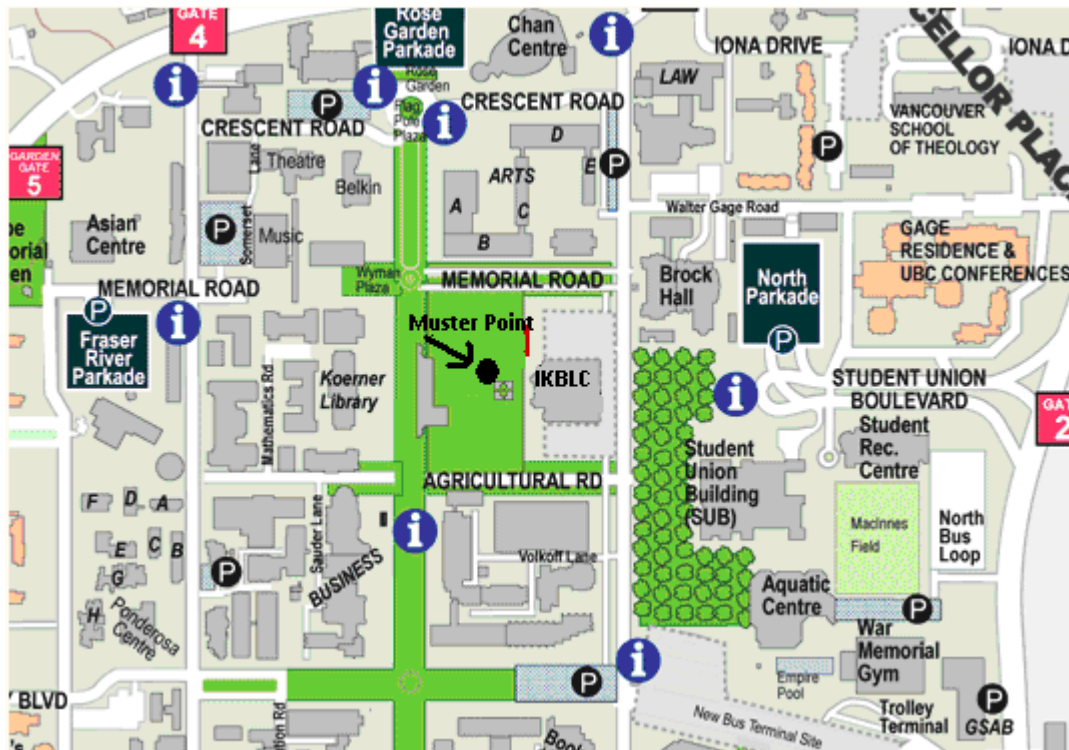 GATE
4
Rose
Garden
Parkade
Rose
Garden
Chan
Centre
IONA DRIVE
IONA D
CELLOR PLAC
LAW
i
i
i
i
P
CRESCENT ROAD
CRESCENT ROAD
Flag
Pole
Plaza
VANCOUVER
SCHOOL
OF THEOLOGY
GARDEN
GATE
5
Lane
Theatre
Belkin
D
E
ARTS
A
C
B
P
P
P
Walter Gage Road
Asian
Centre
Somerset
Music
GAGE
RESIDENCE &
UBC CONFERENCES
orial
en
Wyman
Plaza
MEMORIAL ROAD
MEMORIAL ROAD
Brock
Hall
North
Parkade
P
P
Fraser
River
Parkade
i
Muster Point
IKBLC
Koerner
Library
Mathematics Rd
STUDENT UNION
BOULEVARD
i
GAT
2
Student
Rec.
Centre
Student
Union
Building
(SUB)
AGRICULTURAL RD
F
D
A
E
C
B
G
H
Ponderosa
Centre
Sauder Lane
BUSINESS
i
P
Volkoff Lane
MacInnes
Field
North
Bus
Loop
Aquatic
Centre
P
War
Memorial
Gym
i
P
Empire
Pool
P
GSAB
Trolley
Terminal
New Bus Terminal Site
BLVD